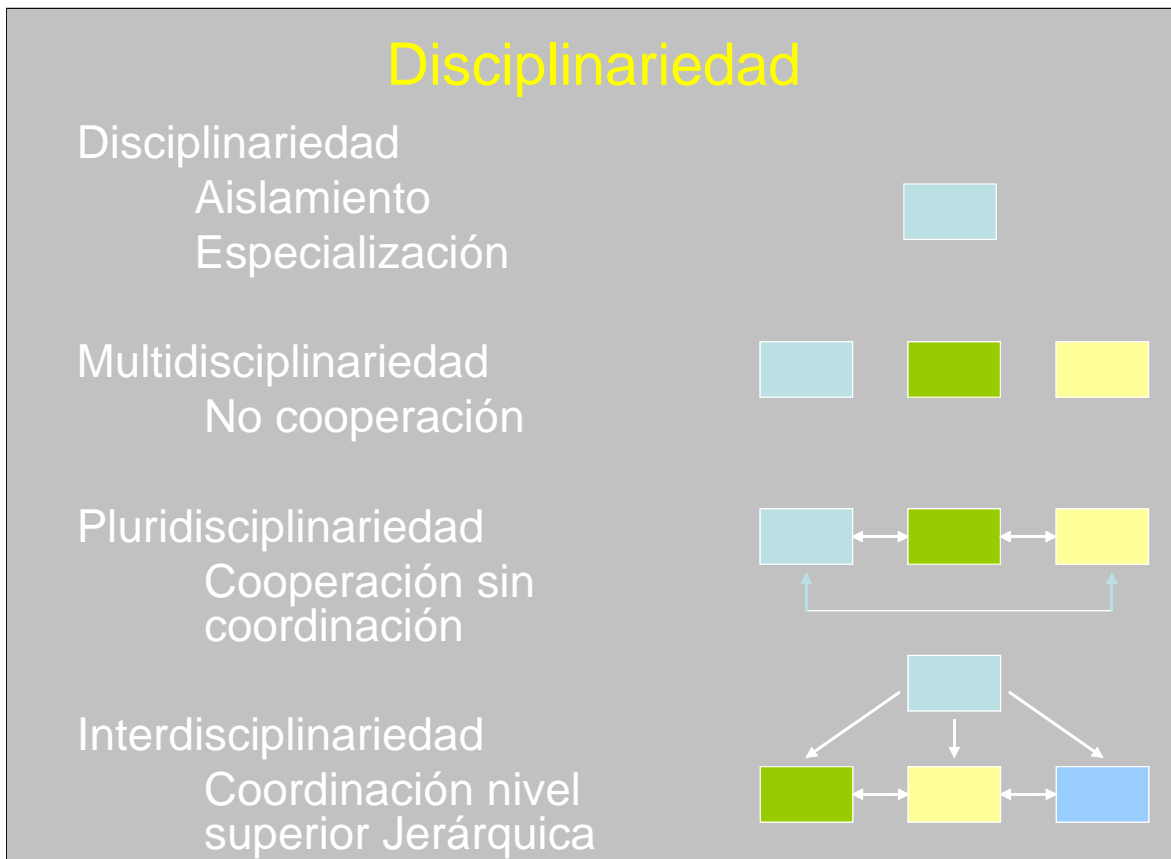 Disciplinariedad
Disciplinariedad
Aislamiento
Especialización
Multidisciplinariedad
No cooperación
Pluridisciplinariedad
Cooperación sin
coordinación
Interdisciplinariedad
Coordinación nivel
superior Jerárquica